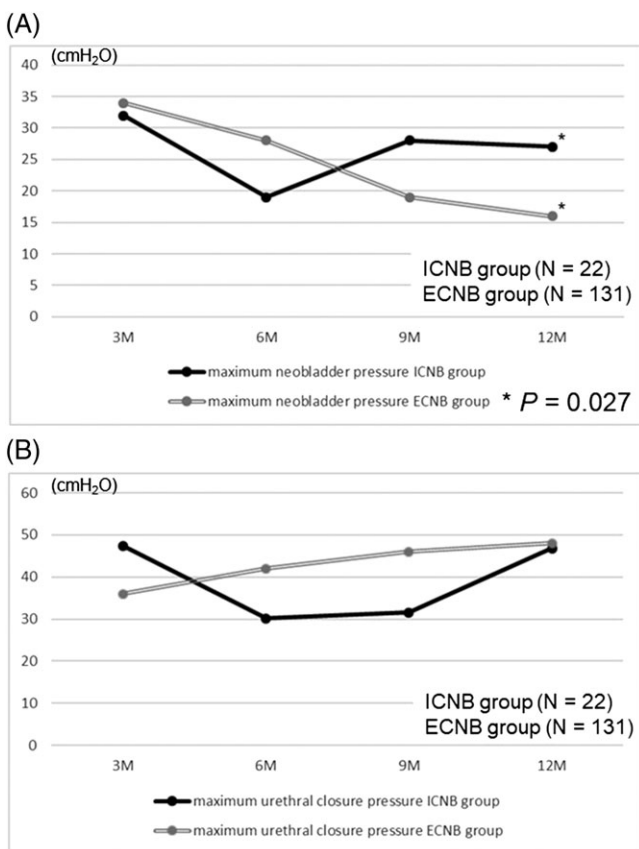 (A)
(cmH₂O)
40
35
30
25
20
15
10
5
0
*
*
ICNB group (N = 22)
ECNB group (N = 131)
3M 6M 9M 12M
maximum neobladder pressure ICNB group
maximum neobladder pressure ECNB group * P = 0.027
(B)
(cmH₂O)
60
50
40
30
20
10
0
ICNB group (N = 22)
ECNB group (N = 131)
3M 6M 9M 12M
maximum urethral closure pressure ICNB group
maximum urethral closure pressure ECNB group